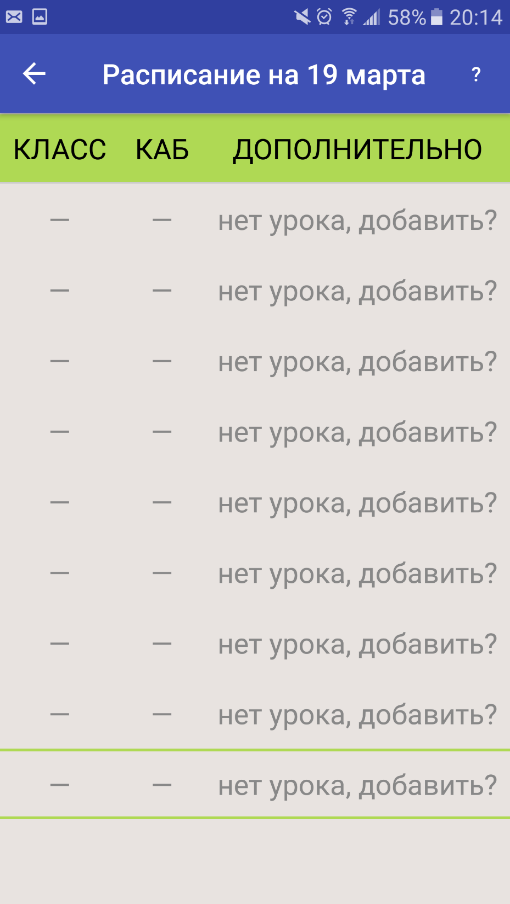 58% 20:14
Расписание на 19 марта ?
КЛАСС КАБ ДОПОЛНИТЕЛЬНО
— — нет урока, добавить?
— — нет урока, добавить?
— — нет урока, добавить?
— — нет урока, добавить?
— — нет урока, добавить?
— — нет урока, добавить?
— — нет урока, добавить?
— — нет урока, добавить?
— — нет урока, добавить?